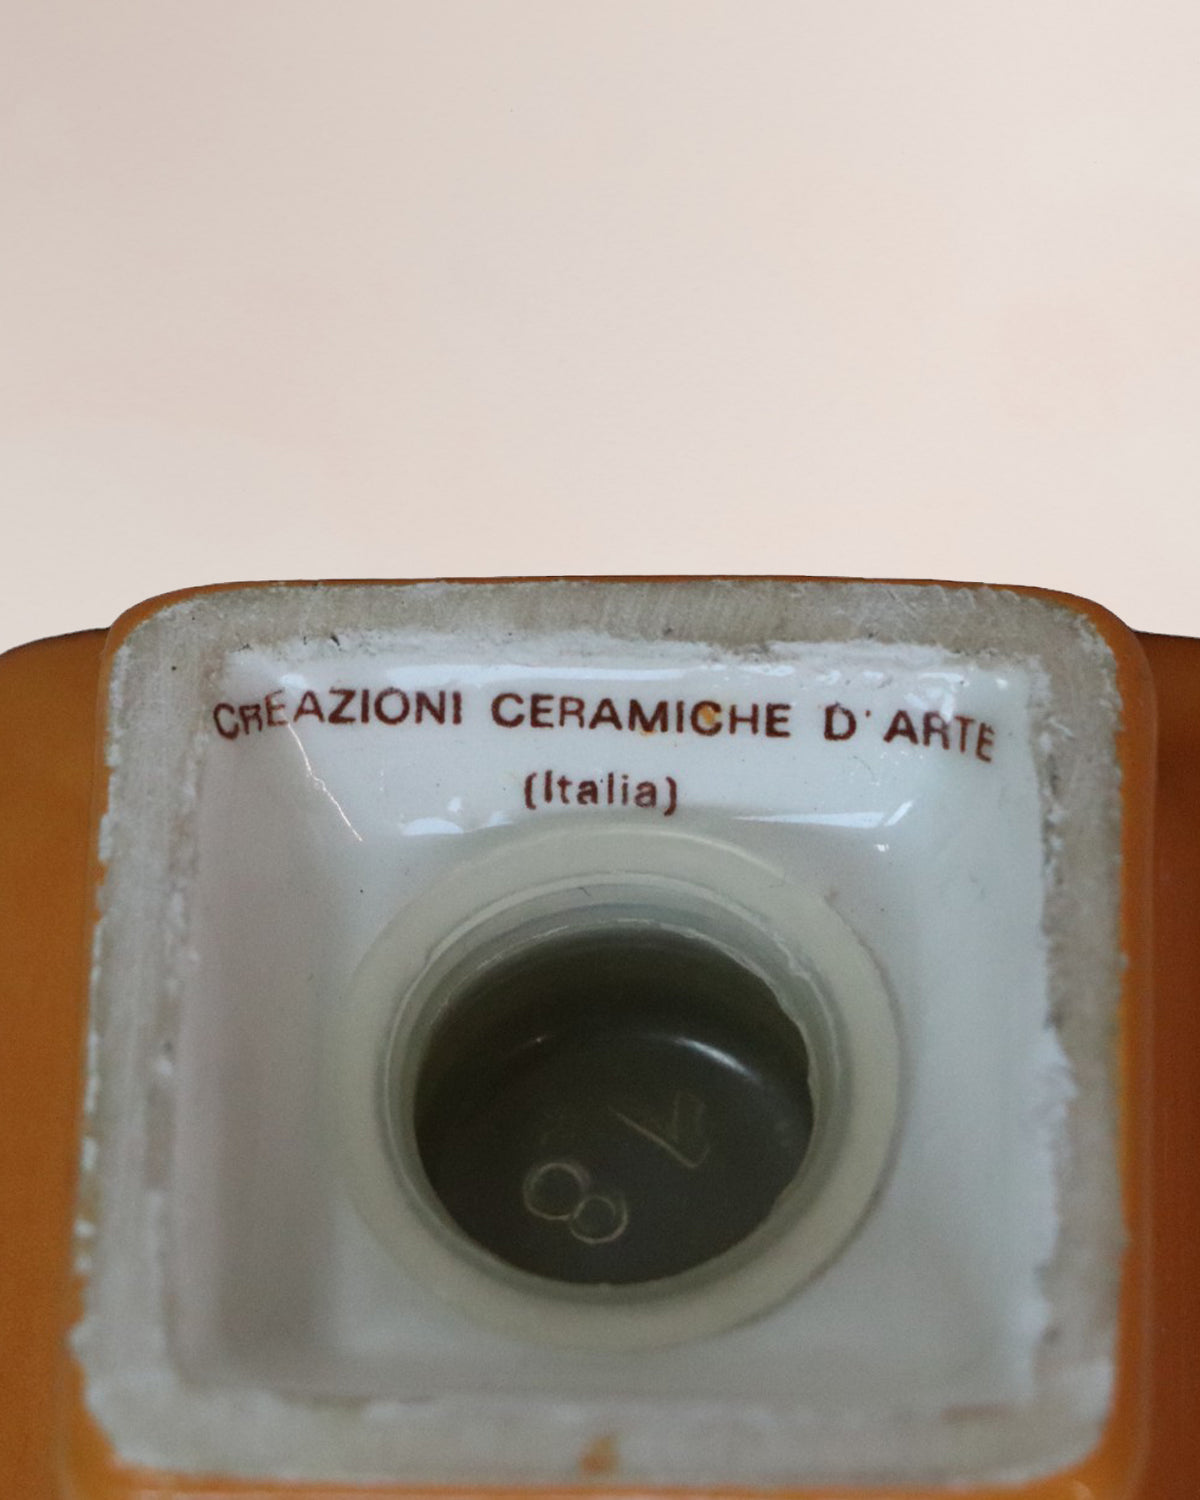 CREAZIONI CERAMICHE D'ARTE
(Italia)
8